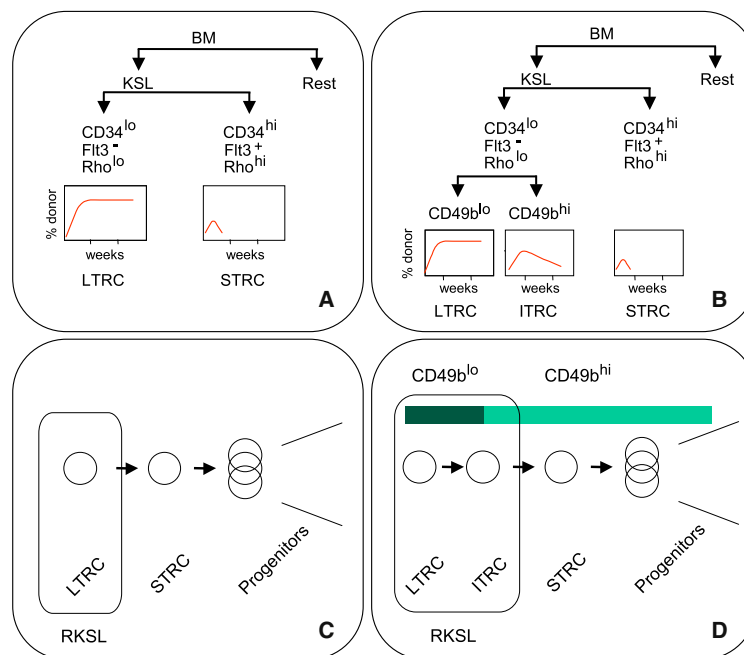 BM
KSL
Rest
CD34lo
Flt3-
Rholo
CD34hi
Flt3+
Rhohi
% donor
weeks
weeks
LTRC
STRC
A
BM
KSL
Rest
CD34lo
Flt3-
Rholo
CD34hi
Flt3+
Rhohi
CD49blo
CD49bhi
% donor
weeks
weeks
weeks
LTRC
ITRC
STRC
B
LTRC
STRC
Progenitors
RKSL
C
CD49blo
CD49bhi
LTRC
ITRC
STRC
Progenitors
RKSL
D